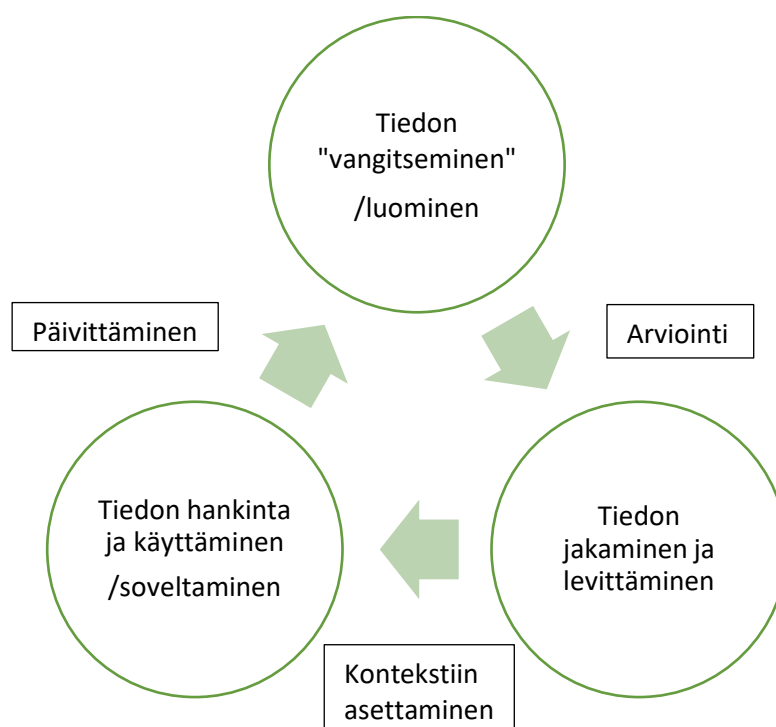 Tiedon
"vangitseminen"
/luominen
Päivittäminen
Arviointi
Tiedon hankinta
ja käyttäminen
/soveltaminen
Tiedon
jakaminen ja
levittäminen
Kontekstiin
asettaminen